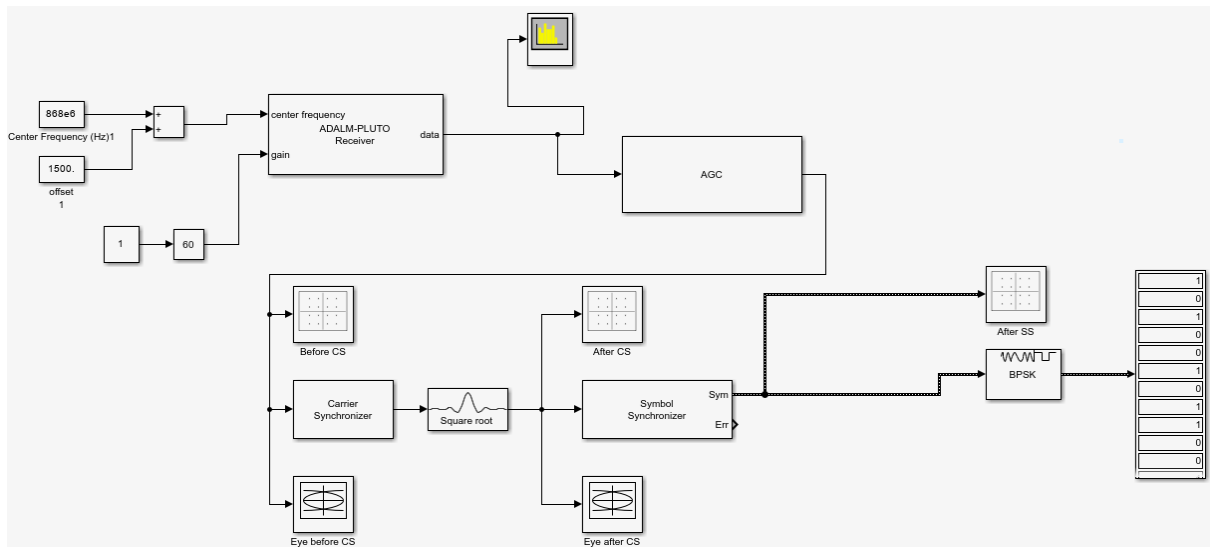 868e6
Center Frequency (Hz)1
+
+
1500.
offset
1
1
60
center frequency
ADALM-PLUTO
Receiver
data
gain
AGC
Before CS
After CS
After SS
Carrier
Synchronizer
Square root
Symbol
Synchronizer
Sym
Err
BPSK
Eye before CS
Eye after CS
1
0
1
0
0
1
0
1
1
0
0